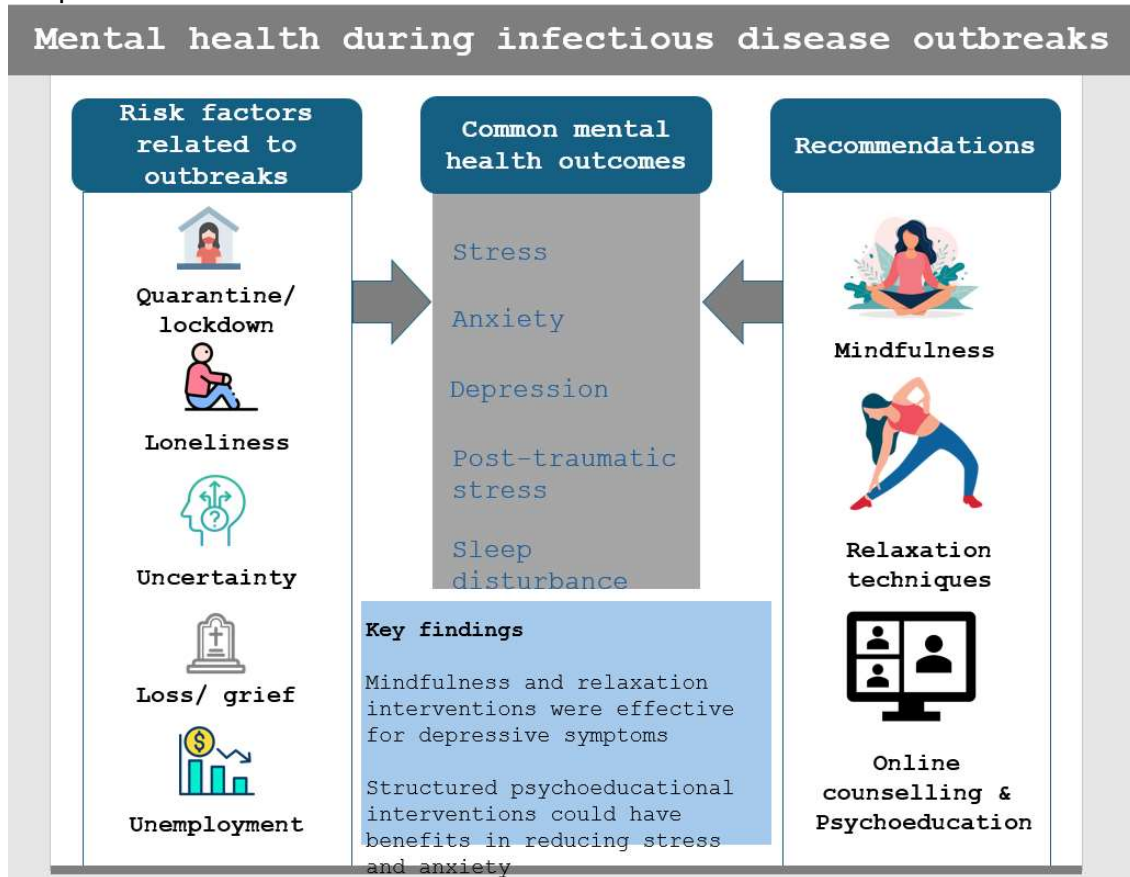 Mental health during infectious disease outbreaks
Risk factors
related to
outbreaks
Quarantine/
lockdown
Loneliness
?
Uncertainty
Loss/ grief
$
Unemployment
Common mental
health outcomes
Stress
Anxiety
Depression
Post-traumatic
stress
Sleep
disturbance
Key findings
Mindfulness and relaxation
interventions were effective
for depressive symptoms
Structured psychoeducational
interventions could have
benefits in reducing stress
and anxiety
Recommendations
Mindfulness
Relaxation
techniques
Online
counselling &
Psychoeducation